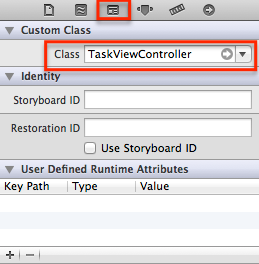 Custom Class
Class TaskViewController
Identity
Storyboard ID
Restoration ID
Use Storyboard ID
User Defined Runtime Attributes
Key Path Type Value